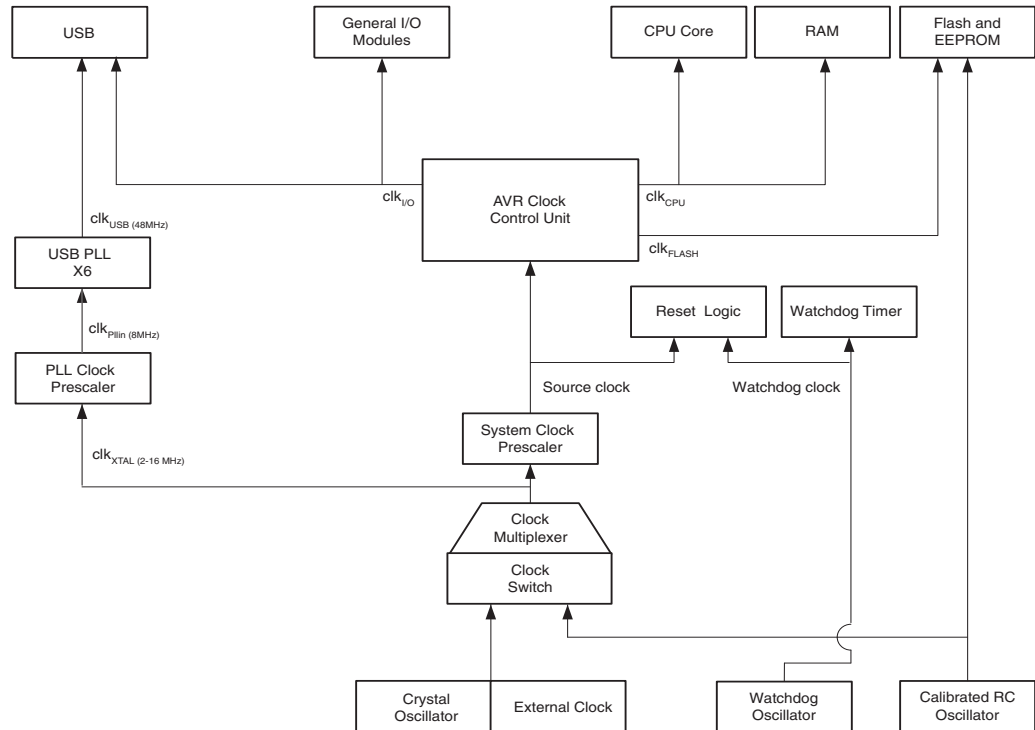 USB
General I/O
Modules
CPU Core
RAM
Flash and
EEPROM
clkI/O
AVR Clock
Control Unit
clkCPU
clkUSB (48MHz)
clkFLASH
USB PLL
X6
Reset Logic
Watchdog Timer
clkPllin (8MHz)
PLL Clock
Prescaler
Source clock
Watchdog clock
System Clock
Prescaler
clkXTAL (2-16 MHz)
Clock
Multiplexer
Clock
Switch
Crystal
Oscillator
External Clock
Watchdog
Oscillator
Calibrated RC
Oscillator